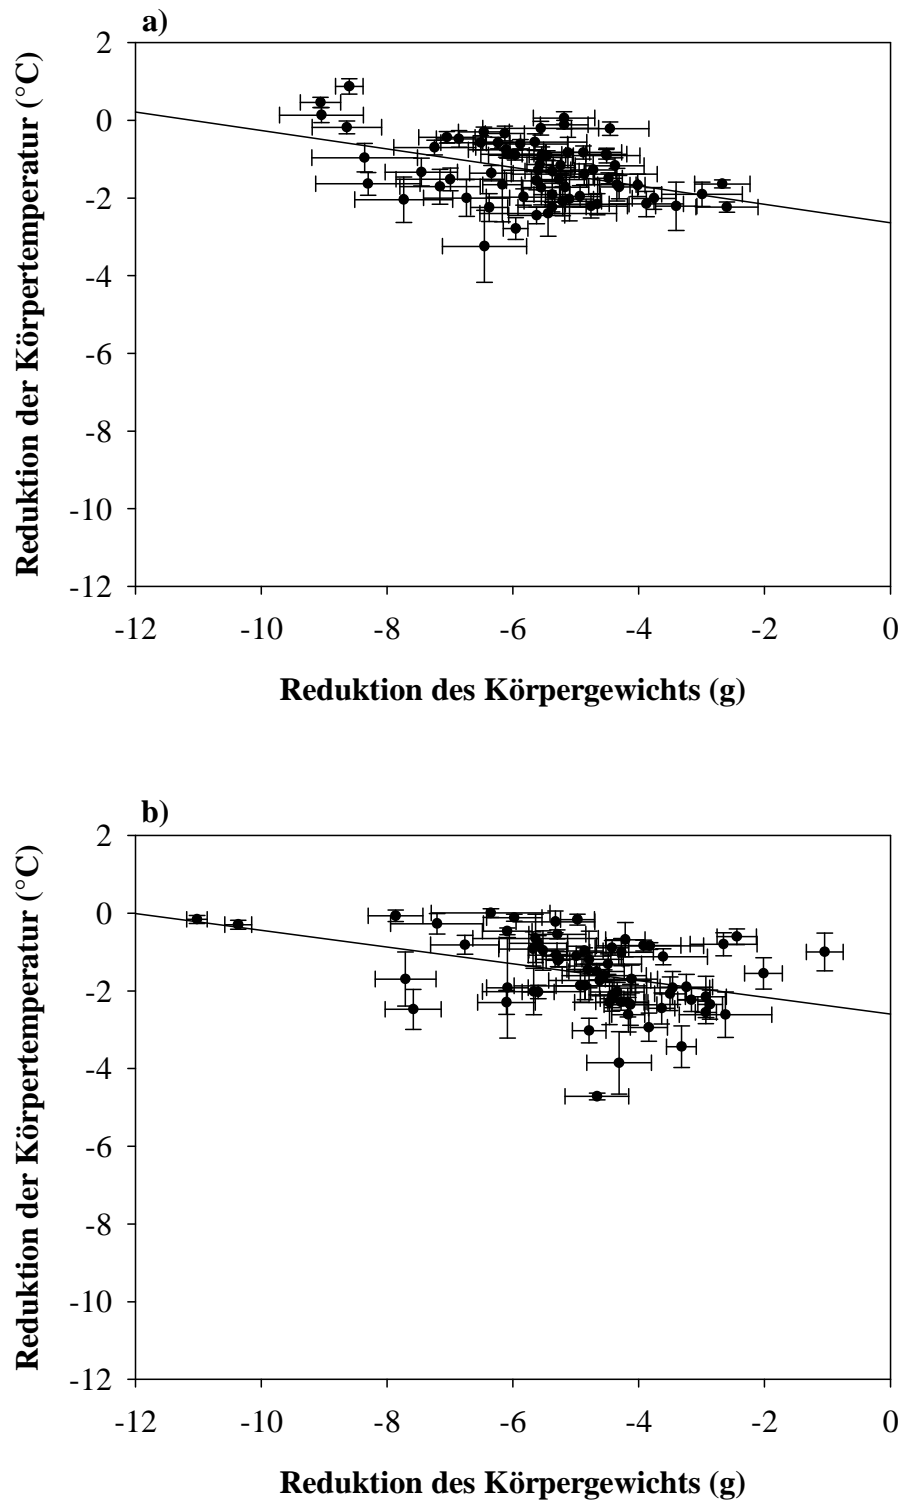 a)
2
0
-2
-4
-6
-8
-10
-12
Reduktion der Körpertemperatur (°C)
-12 -10 -8 -6 -4 -2 0
Reduktion des Körpergewichts (g)
b)
2
0
-2
-4
-6
-8
-10
-12
Reduktion der Körpertemperatur (°C)
-12 -10 -8 -6 -4 -2 0
Reduktion des Körpergewichts (g)